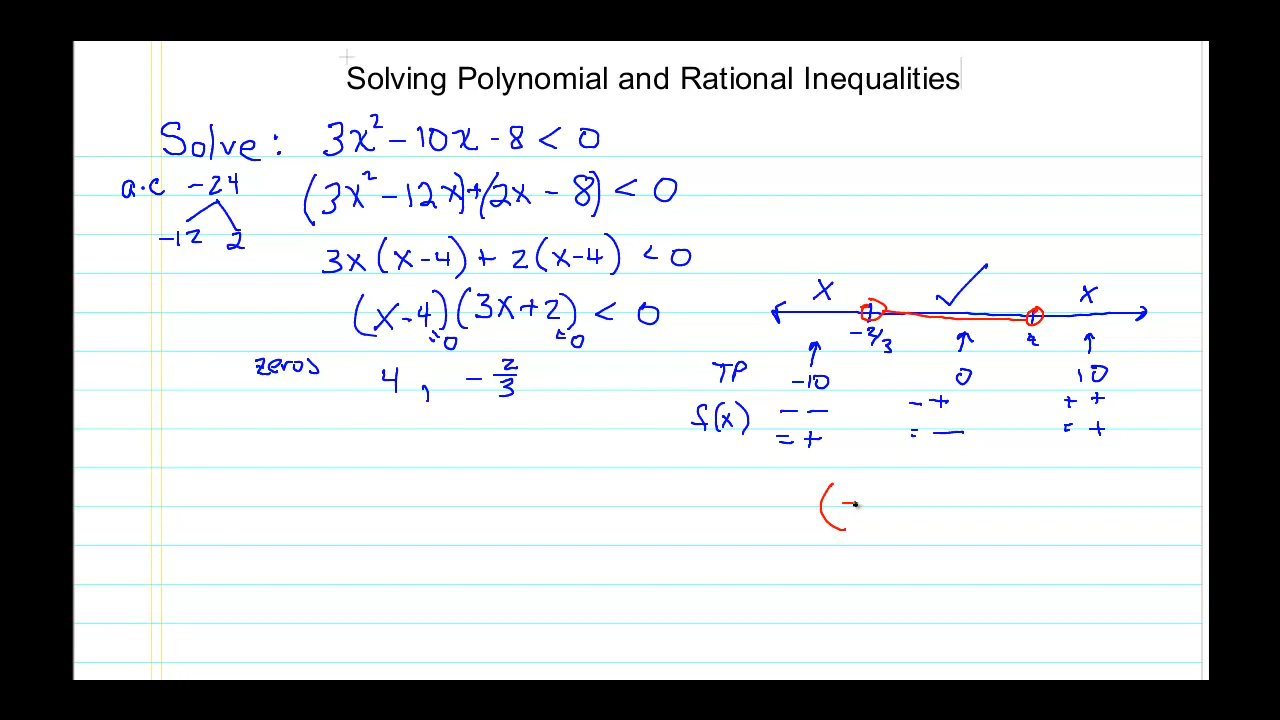 Solving Polynomial and Rational Inequalities
Solve: 3x² - 10x - 8 < 0
a·c -24 (3x² - 12x) + (2x - 8) < 0
-12 2
3x(x-4) + 2(x-4) < 0
(x-4)(3x+2) < 0
=0 =0
zeros 4, -2/3
x ✓ x
-2/3 4
TP -10 0 10
f(x) - - - + + +
= + = - = +
(-